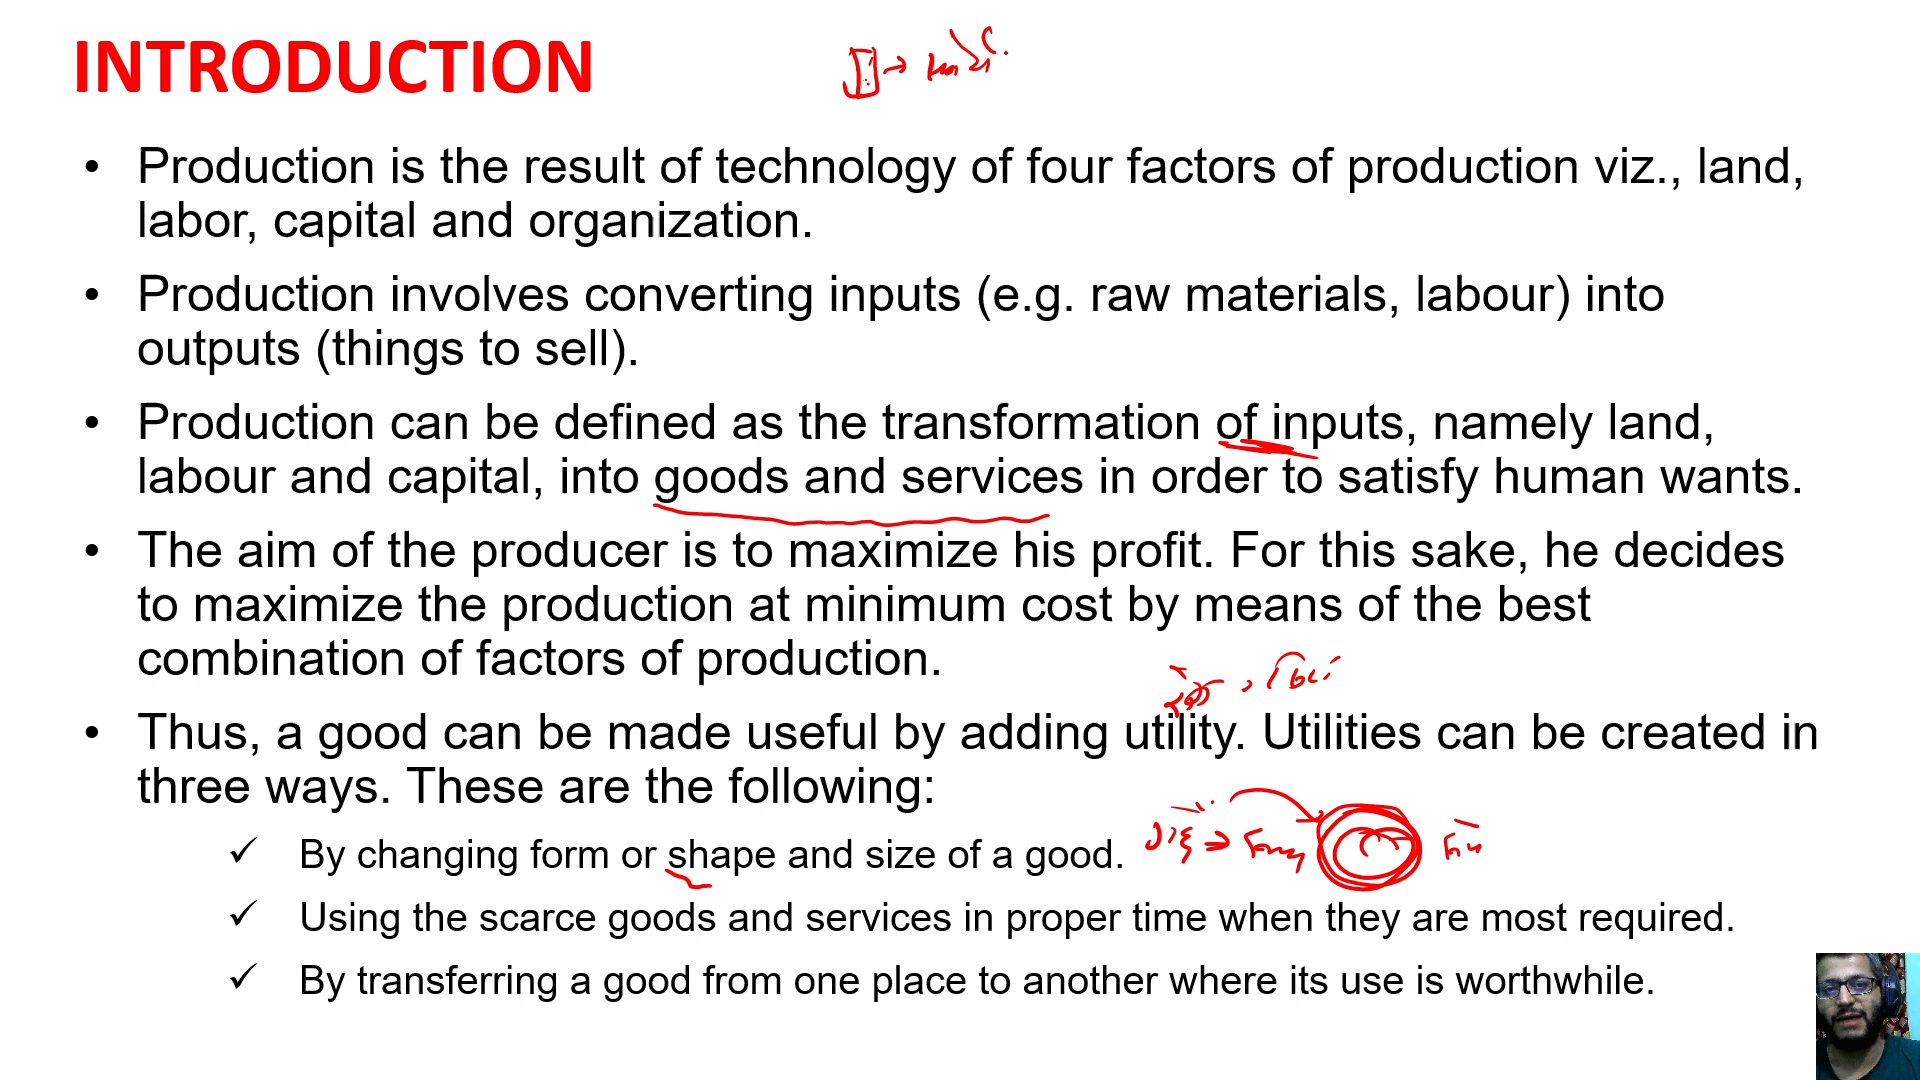 INTRODUCTION
• Production is the result of technology of four factors of production viz., land,
labor, capital and organization.
• Production involves converting inputs (e.g. raw materials, labour) into
outputs (things to sell).
• Production can be defined as the transformation of inputs, namely land,
labour and capital, into goods and services in order to satisfy human wants.
• The aim of the producer is to maximize his profit. For this sake, he decides
to maximize the production at minimum cost by means of the best
combination of factors of production.
• Thus, a good can be made useful by adding utility. Utilities can be created in
three ways. These are the following:
✓ By changing form or shape and size of a good.
✓ Using the scarce goods and services in proper time when they are most required.
✓ By transferring a good from one place to another where its use is worthwhile.